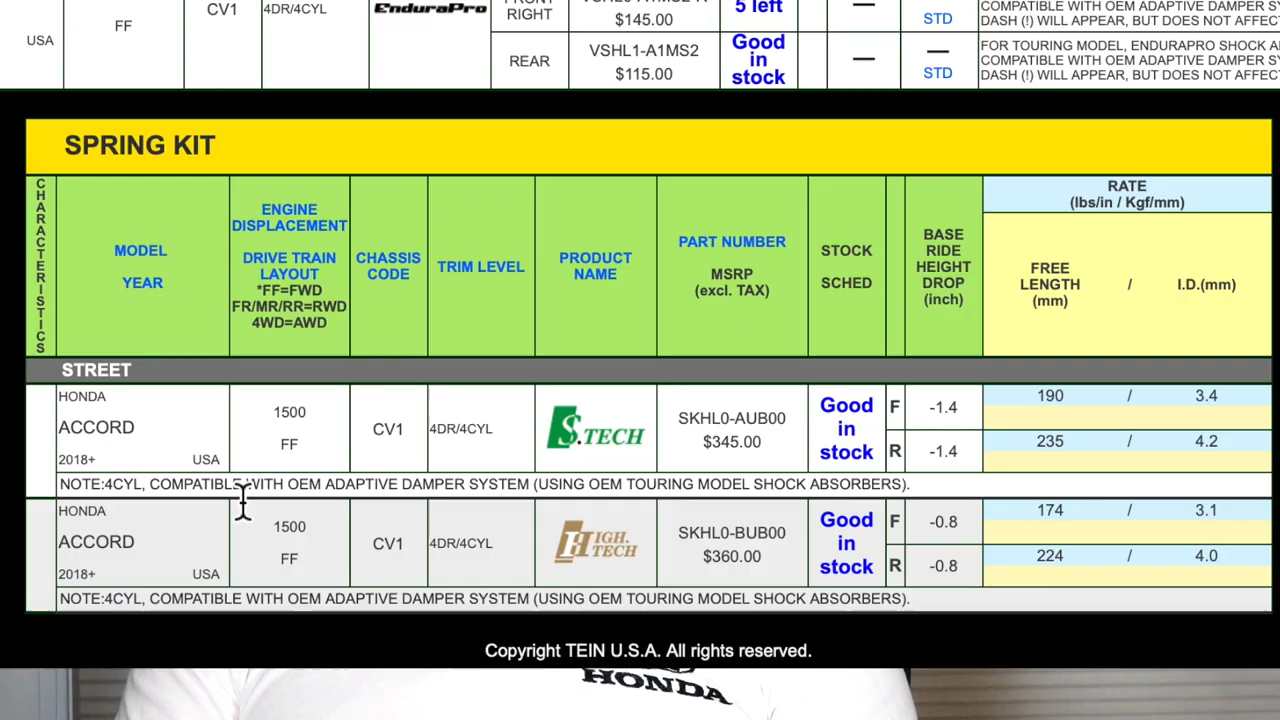 CV1
4DR/4CYL
EnduraPro
RIGHT
$145.00
5 left
—
STD
COMPATIBLE WITH OEM ADAPTIVE DAMPER
DASH (!) WILL APPEAR, BUT DOES NOT AFFECT
FF
USA
REAR
VSHL1-A1MS2
$115.00
Good
in
stock
—
—
STD
FOR TOURING MODEL, ENDURAPRO SHOCK
COMPATIBLE WITH OEM ADAPTIVE DAMPER
DASH (!) WILL APPEAR, BUT DOES NOT AFFECT
SPRING KIT
CHARACTERISTICS
MODEL
YEAR
ENGINE
DISPLACEMENT
DRIVE TRAIN
LAYOUT
*FF=FWD
FR/MR/RR=RWD
4WD=AWD
CHASSIS
CODE
TRIM LEVEL
PRODUCT
NAME
PART NUMBER
MSRP
(excl. TAX)
STOCK
SCHED
BASE
RIDE
HEIGHT
DROP
(inch)
RATE
(lbs/in / Kgf/mm)
FREE
LENGTH / I.D.(mm)
(mm)
STREET
HONDA
ACCORD
2018+ USA
1500
FF
CV1
4DR/4CYL
S.TECH
SKHL0-AUB00
$345.00
Good
in
stock
F -1.4 190 / 3.4
R -1.4 235 / 4.2
NOTE:4CYL, COMPATIBLE WITH OEM ADAPTIVE DAMPER SYSTEM (USING OEM TOURING MODEL SHOCK ABSORBERS).
HONDA
ACCORD
2018+ USA
1500
FF
CV1
4DR/4CYL
HIGH.TECH
SKHL0-BUB00
$360.00
Good
in
stock
F -0.8 174 / 3.1
R -0.8 224 / 4.0
NOTE:4CYL, COMPATIBLE WITH OEM ADAPTIVE DAMPER SYSTEM (USING OEM TOURING MODEL SHOCK ABSORBERS).
Copyright TEIN U.S.A. All rights reserved.
HONDA